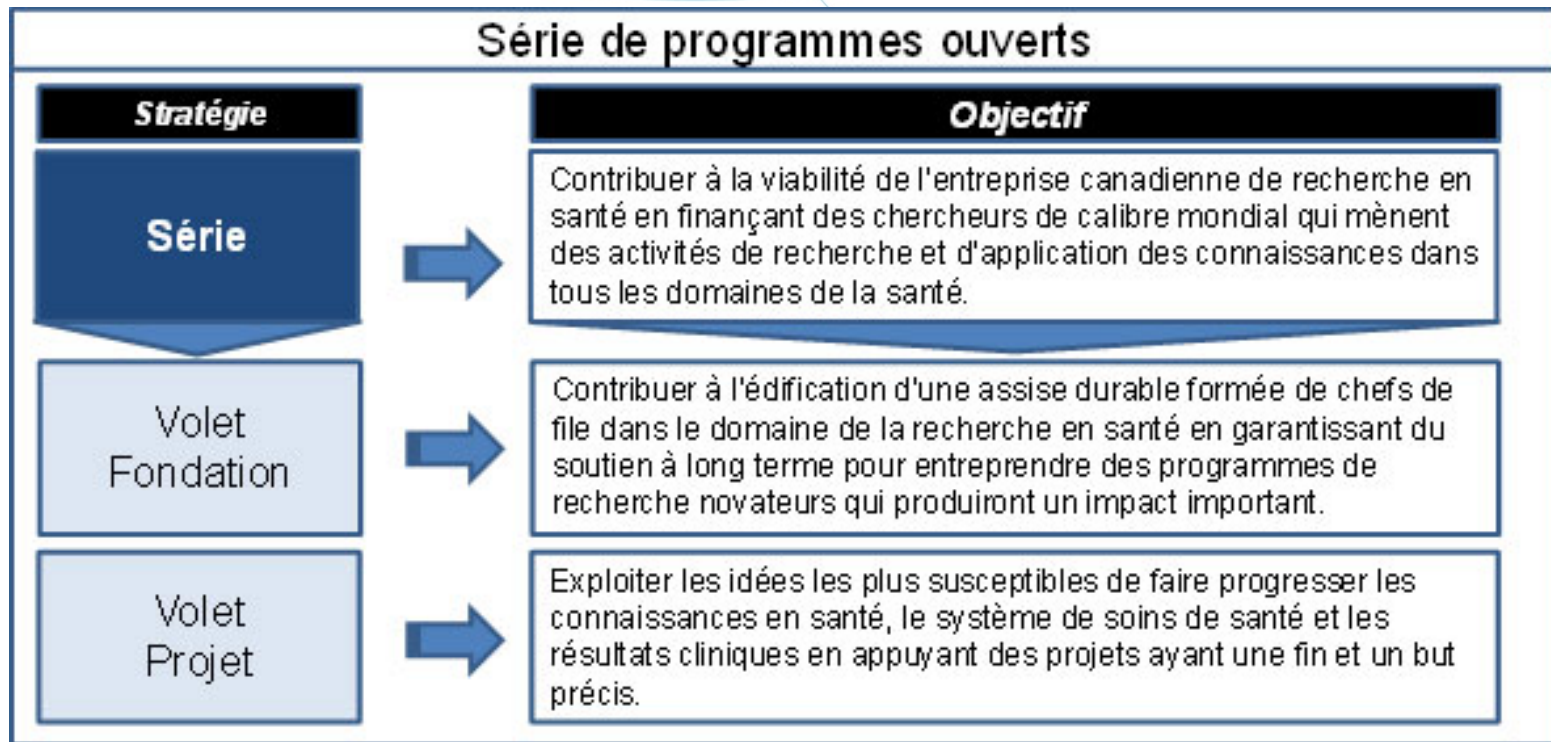 Série de programmes ouverts
Stratégie
Objectif
Série
Contribuer à la viabilité de l'entreprise canadienne de recherche en
santé en finançant des chercheurs de calibre mondial qui mènent
des activités de recherche et d'application des connaissances dans
tous les domaines de la santé.
Volet
Fondation
Contribuer à l'édification d'une assise durable formée de chefs de
file dans le domaine de la recherche en santé en garantissant du
soutien à long terme pour entreprendre des programmes de
recherche novateurs qui produiront un impact important.
Volet
Projet
Exploiter les idées les plus susceptibles de faire progresser les
connaissances en santé, le système de soins de santé et les
résultats cliniques en appuyant des projets ayant une fin et un but
précis.